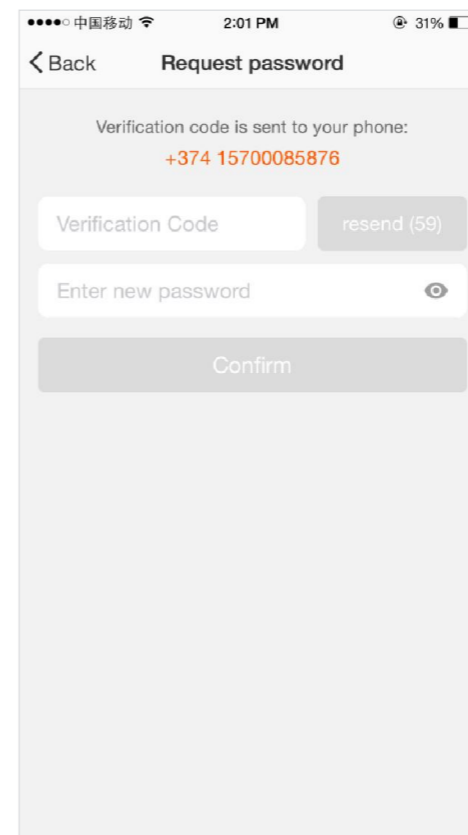 中国移动 2:01 PM 31%
Back Request password
Verification code is sent to your phone:
+374 15700085876
Verification Code resend (59)
Enter new password
Confirm